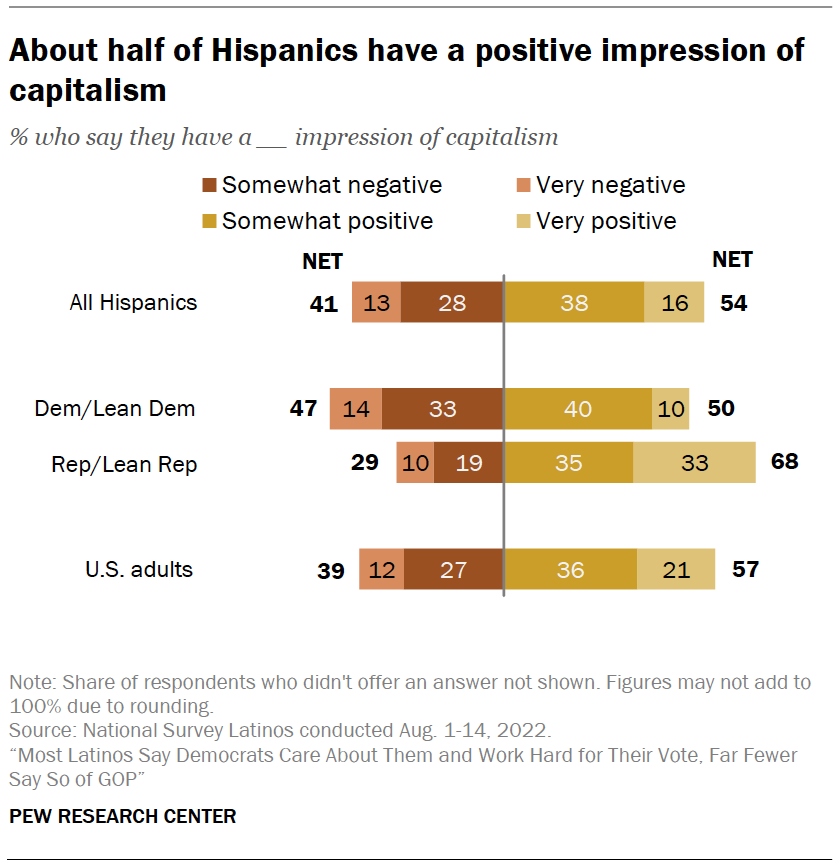 About half of Hispanics have a positive impression of
capitalism
% who say they have a __ impression of capitalism
Somewhat negative Very negative
Somewhat positive Very positive
NET NET
All Hispanics 41 13 28 38 16 54
Dem/Lean Dem 47 14 33 40 10 50
Rep/Lean Rep 29 10 19 35 33 68
U.S. adults 39 12 27 36 21 57
Note: Share of respondents who didn't offer an answer not shown. Figures may not add to
100% due to rounding.
Source: National Survey Latinos conducted Aug. 1-14, 2022.
“Most Latinos Say Democrats Care About Them and Work Hard for Their Vote, Far Fewer
Say So of GOP”
PEW RESEARCH CENTER